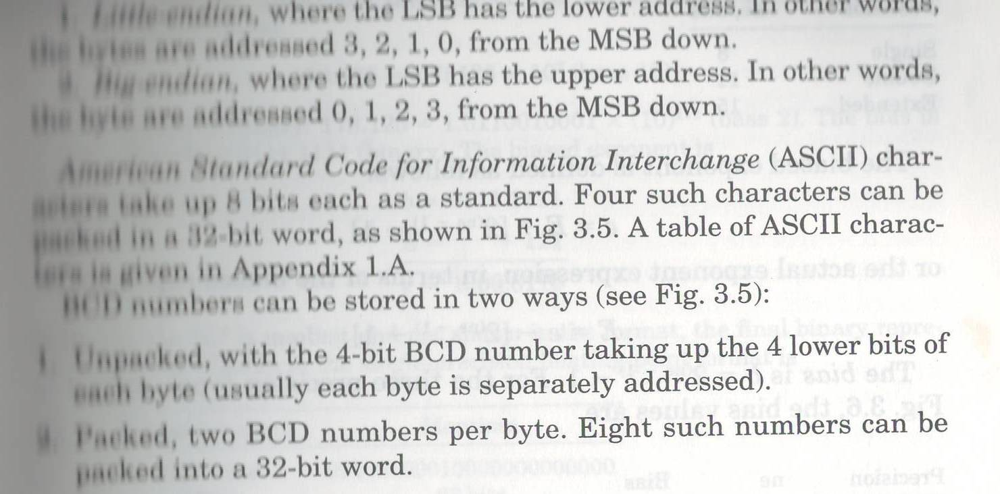 1. Little-endian, where the LSB has the lower address. In other words,
the bytes are addressed 3, 2, 1, 0, from the MSB down.
2. Big-endian, where the LSB has the upper address. In other words,
the byte are addressed 0, 1, 2, 3, from the MSB down.
American Standard Code for Information Interchange (ASCII) char-
acters take up 8 bits each as a standard. Four such characters can be
packed in a 32-bit word, as shown in Fig. 3.5. A table of ASCII charac-
ters is given in Appendix 1.A.
BCD numbers can be stored in two ways (see Fig. 3.5):
1. Unpacked, with the 4-bit BCD number taking up the 4 lower bits of
each byte (usually each byte is separately addressed).
2. Packed, two BCD numbers per byte. Eight such numbers can be
packed into a 32-bit word.